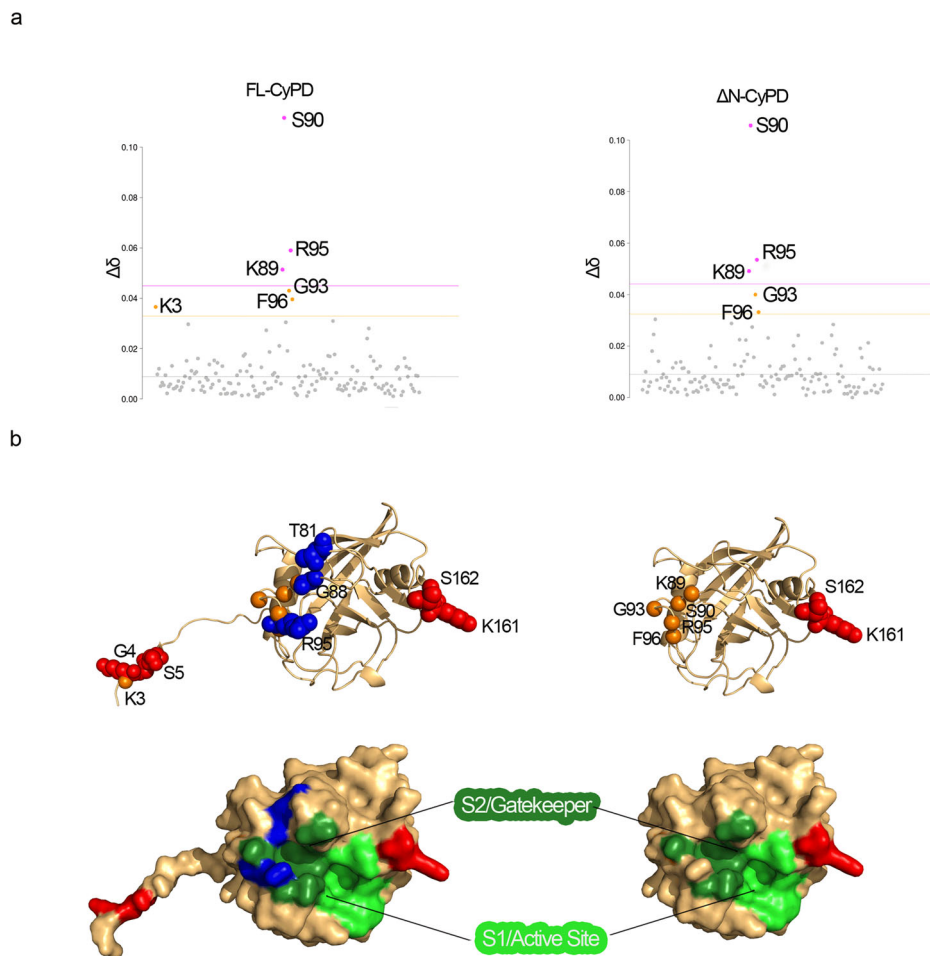 a
FL-CyPD
S90
0.10
0.08
0.06
0.04
0.02
0.00
Δδ
R95
K89
G93
F96
K3
ΔN-CyPD
S90
0.10
0.08
0.06
0.04
0.02
0.00
Δδ
R95
K89
G93
F96
b
T81
G88
R95
S162
K161
G4
S5
K3
K89
G93
S90
R95
F96
S162
K161
S2/Gatekeeper
S1/Active Site